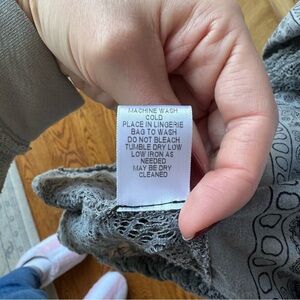 MACHINE WASH
COLD
PLACE IN LINGERIE
BAG TO WASH
DO NOT BLEACH
TUMBLE DRY LOW
LOW IRON AS
NEEDED
MAY BE DRY
CLEANED